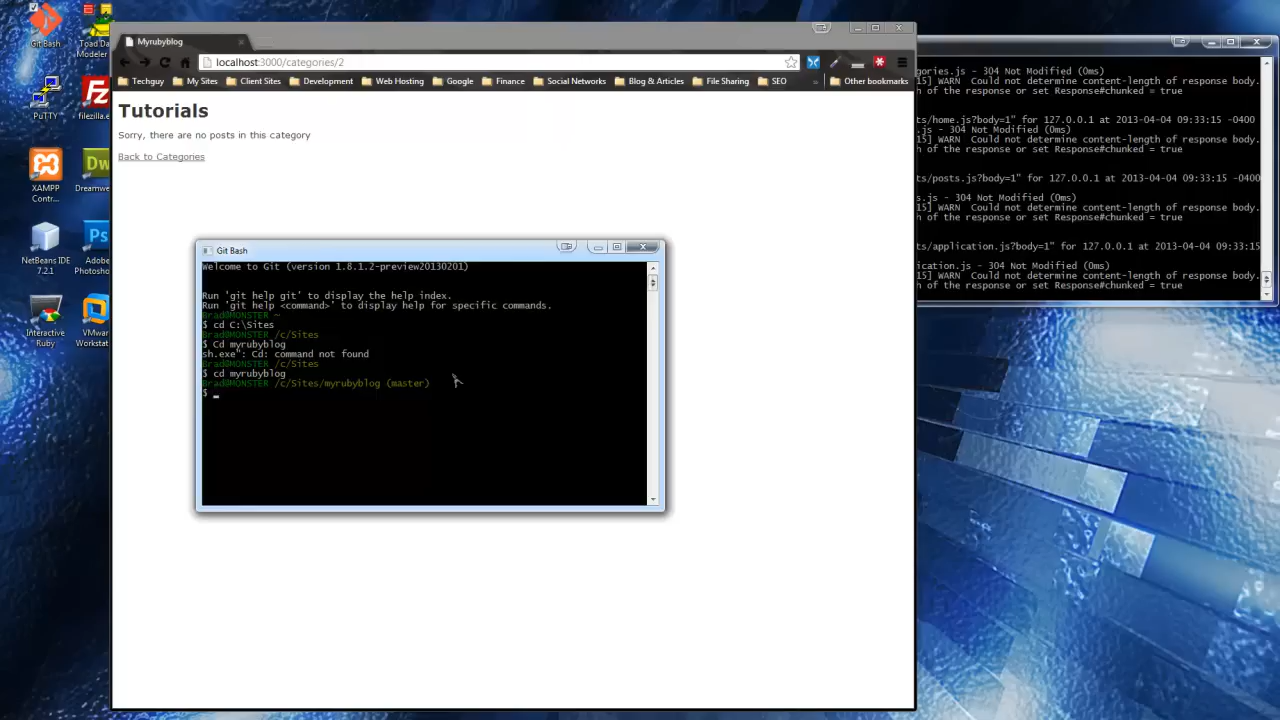 Git Bash
Toad Da
Modeler
PuTTY
filezilla.e
XAMPP
Contr...
Dreamwe
NetBeans IDE
7.2.1
Adobe
Photosho
Interactive
Ruby
VMwar
Workstat
Myrubyblog
localhost:3000/categories/2
Techguy
My Sites
Client Sites
Development
Web Hosting
Google
Finance
Social Networks
Blog & Articles
File Sharing
SEO
»
Other bookmarks
Tutorials
Sorry, there are no posts in this category
Back to Categories
Git Bash
Welcome to Git (version 1.8.1.2-preview20130201)
Run 'git help git' to display the help index.
Run 'git help <command>' to display help for specific commands.
Brad@MONSTER ~
$ cd C:\Sites
Brad@MONSTER /c/Sites
$ Cd myrubyblog
sh.exe": Cd: command not found
Brad@MONSTER /c/Sites
$ cd myrubyblog
Brad@MONSTER /c/Sites/myrubyblog (master)
$
gories.js - 304 Not Modified (0ms)
15] WARN  Could not determine content-length of response body.
h of the response or set Response#chunked = true
ts/home.js?body=1" for 127.0.0.1 at 2013-04-04 09:33:15 -0400
.js - 304 Not Modified (0ms)
15] WARN  Could not determine content-length of response body.
h of the response or set Response#chunked = true
ts/posts.js?body=1" for 127.0.0.1 at 2013-04-04 09:33:15 -0400
s.js - 304 Not Modified (0ms)
15] WARN  Could not determine content-length of response body.
h of the response or set Response#chunked = true
ts/application.js?body=1" for 127.0.0.1 at 2013-04-04 09:33:15
ication.js - 304 Not Modified (0ms)
15] WARN  Could not determine content-length of response body.
h of the response or set Response#chunked = true